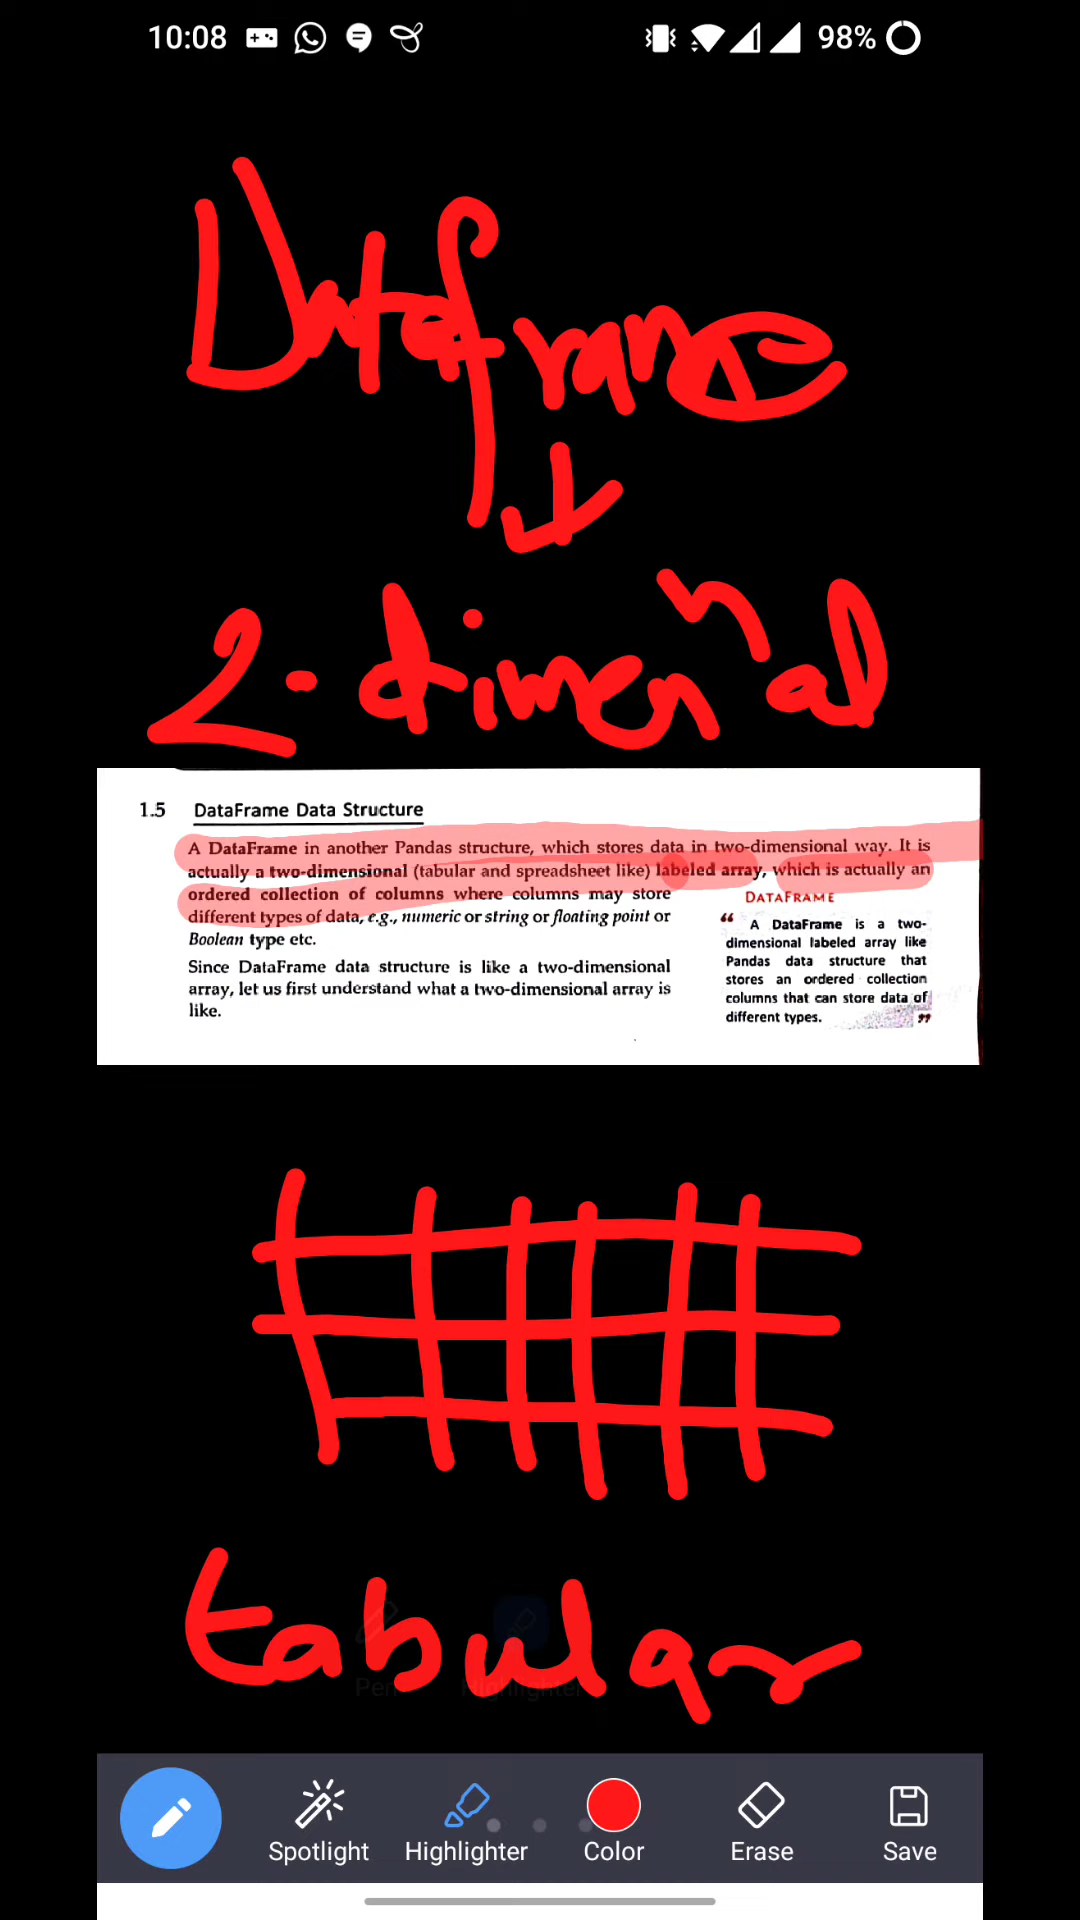 10:08 98%
Dataframe
2-dimen'nal
1.5 DataFrame Data Structure
A DataFrame in another Pandas structure, which stores data in two-dimensional way. It is
actually a two-dimensional (tabular and spreadsheet like) labeled array, which is actually an
ordered collection of columns where columns may store
different types of data, e.g., numeric or string or floating point or
Boolean type etc.
Since DataFrame data structure is like a two-dimensional
array, let us first understand what a two-dimensional array is
like.
DATAFRAME
“ A DataFrame is a two-
dimensional labeled array like
Pandas data structure that
stores an ordered collection
columns that can store data of
different types. ”
tabular
Pen Highlighter
Spotlight Highlighter Color Erase Save